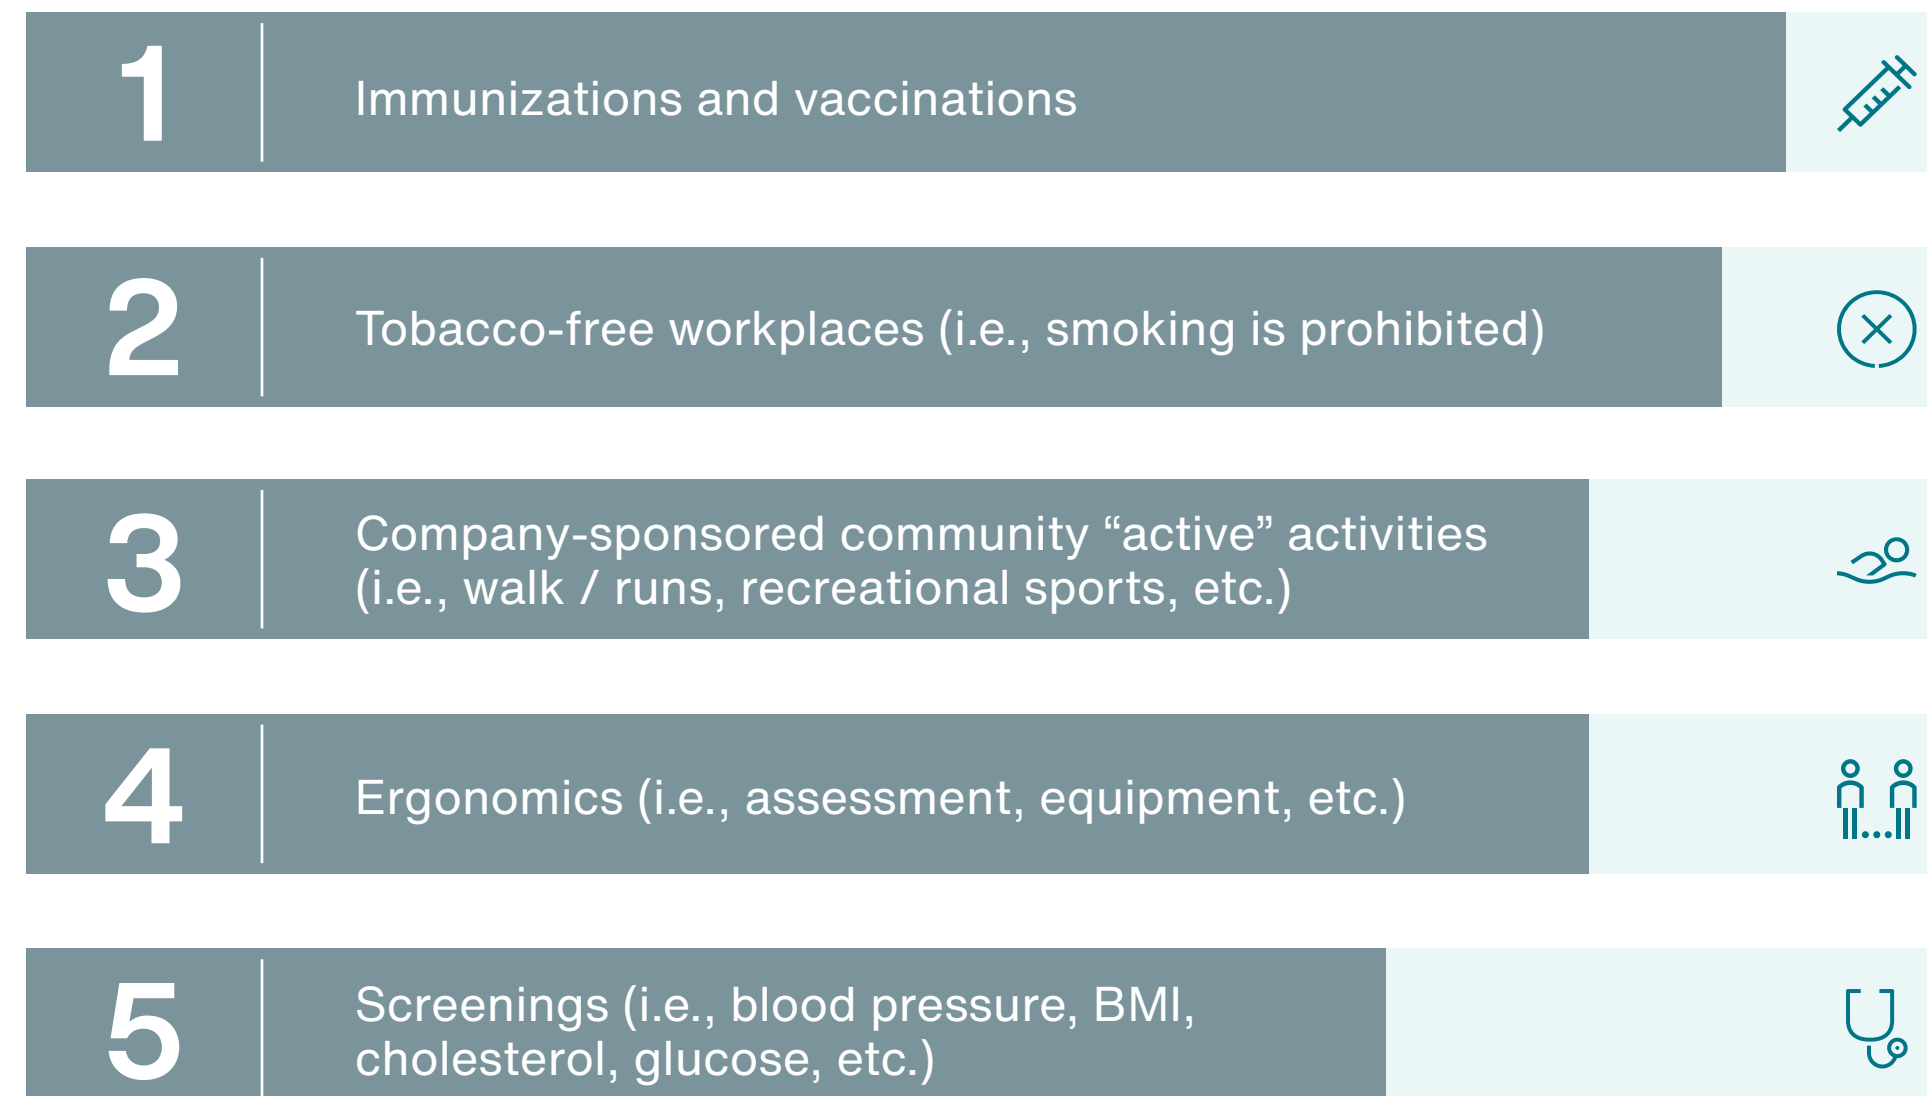 1
Immunizations and vaccinations
2
Tobacco-free workplaces (i.e., smoking is prohibited)
3
Company-sponsored community “active” activities
(i.e., walk / runs, recreational sports, etc.)
4
Ergonomics (i.e., assessment, equipment, etc.)
5
Screenings (i.e., blood pressure, BMI,
cholesterol, glucose, etc.)